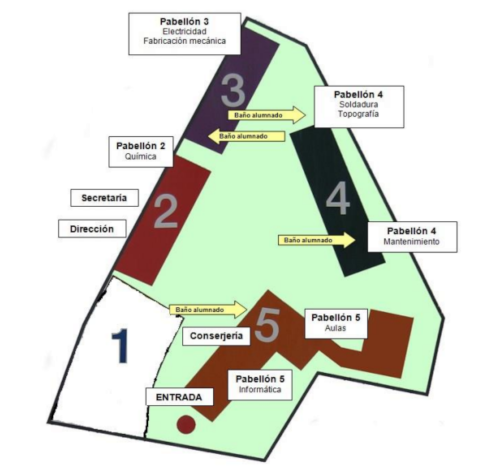 Pabellón 3
Electricidad
Fabricación mecánica
3
Baño alumnado
Pabellón 4
Soldadura
Topografía
Baño alumnado
Pabellón 2
Química
Secretaría
2
4
Dirección
Pabellón 4
Mantenimiento
Baño alumnado
Baño alumnado
5
Pabellón 5
Aulas
1
Conserjería
Pabellón 5
Informática
ENTRADA